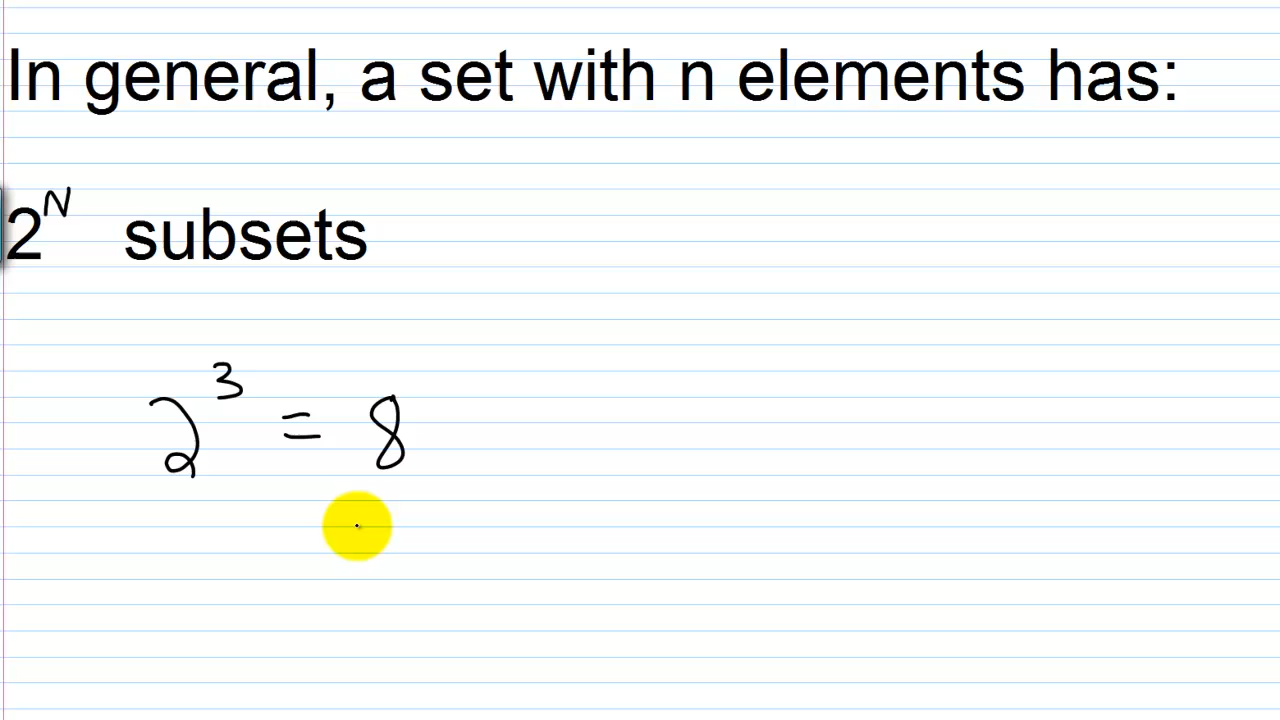 In general, a set with n elements has:
2^N subsets
2^3 = 8